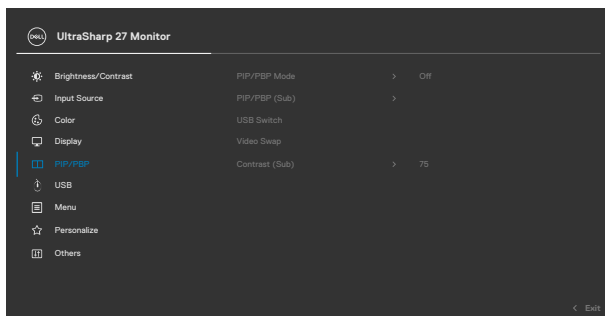 DELL UltraSharp 27 Monitor
Brightness/Contrast PIP/PBP Mode > Off
Input Source PIP/PBP (Sub) >
Color USB Switch
Display Video Swap
PIP/PBP Contrast (Sub) > 75
USB
Menu
Personalize
Others
< Exit